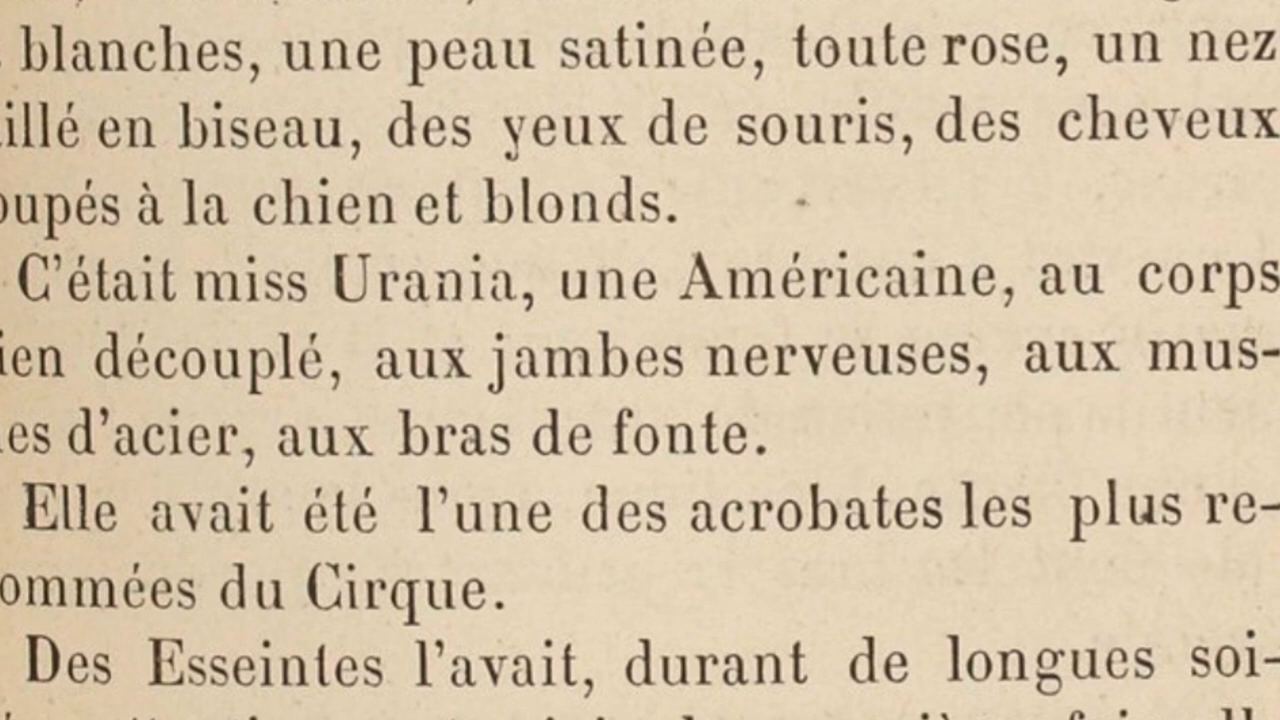 blanches, une peau satinée, toute rose, un nez
illé en biseau, des yeux de souris, des cheveux
oupés à la chien et blonds.
C'était miss Urania, une Américaine, au corps
ien découplé, aux jambes nerveuses, aux mus-
es d'acier, aux bras de fonte.
Elle avait été l'une des acrobates les plus re-
ommées du Cirque.
Des Esseintes l'avait, durant de longues soi-